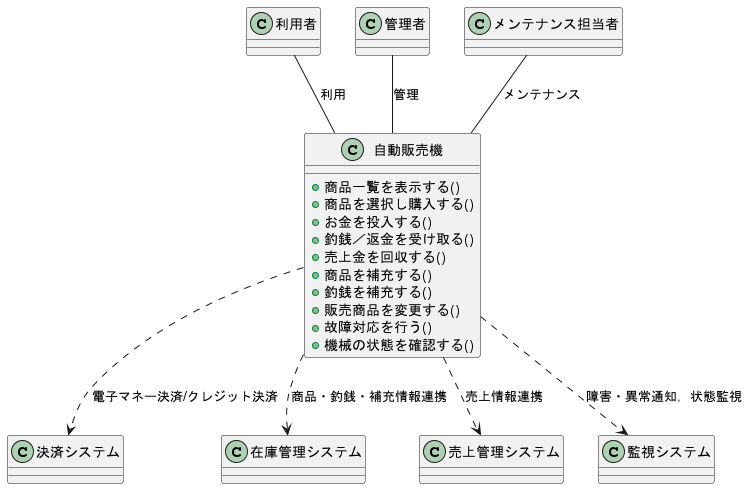 C 利用者
C 管理者
C メンテナンス担当者
利用
管理
メンテナンス
C 自動販売機
商品一覧を表示する()
商品を選択し購入する()
お金を投入する()
釣銭／返金を受け取る()
売上金を回収する()
商品を補充する()
釣銭を補充する()
販売商品を変更する()
故障対応を行う()
機械の状態を確認する()
電子マネー決済/クレジット決済
商品・釣銭・補充情報連携
売上情報連携
障害・異常通知，状態監視
C 決済システム
C 在庫管理システム
C 売上管理システム
C 監視システム